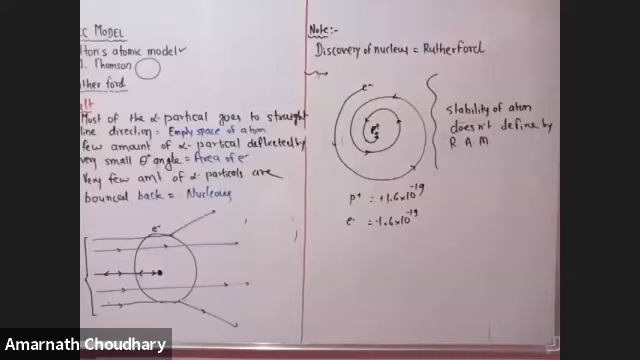 MODEL
lton's atomic model
Thomson
ther ford
Most of the α-partical goes to straight
line direction = Empty space of atom
few amount of α-partical deflected by
very small θ° angle = Area of e⁻
Very few amt of α-particals are
bounced back = Nucleous
e⁻
Note:-
Discovery of nucleus = Rutherford
e⁻
Stability of atom
doesn't define by
R A M
p⁺ = +1.6×10⁻¹⁹
e⁻ = -1.6×10⁻¹⁹
Amarnath Choudhary